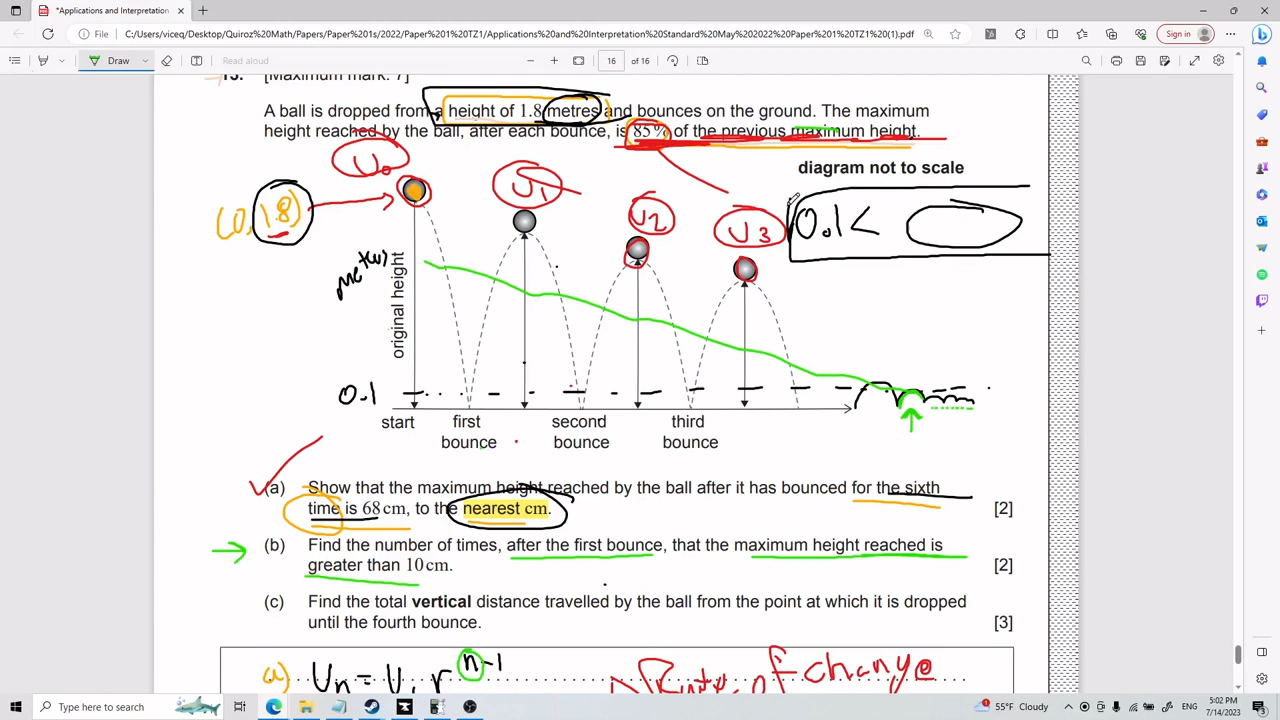 *Applications and Interpretation S
C:/Users/viceq/Desktop/Quiroz%20Math/Papers/Paper%201s/2022/Paper%201%20TZ1/Applications%20and%20Interpretation%20Standard%20May%202022%20Paper%201%20TZ1%20(1).pdf
File
Sign in
Draw
Read aloud
16 of 16
[Maximum mark: 7]
A ball is dropped from a height of 1.8 metres and bounces on the ground. The maximum
height reached by the ball, after each bounce, is 85% of the previous maximum height.
diagram not to scale
U0
U1
U2
U3
(0, 1.8)
0.1 <
original height
0.1
start
first
bounce
second
bounce
third
bounce
(a) Show that the maximum height reached by the ball after it has bounced for the sixth
time is 68 cm, to the nearest cm. [2]
(b) Find the number of times, after the first bounce, that the maximum height reached is
greater than 10 cm. [2]
(c) Find the total vertical distance travelled by the ball from the point at which it is dropped
until the fourth bounce. [3]
a) Un = U1 r n-1
Rate of change
Type here to search
55°F Cloudy
5:02 PM
7/14/2023